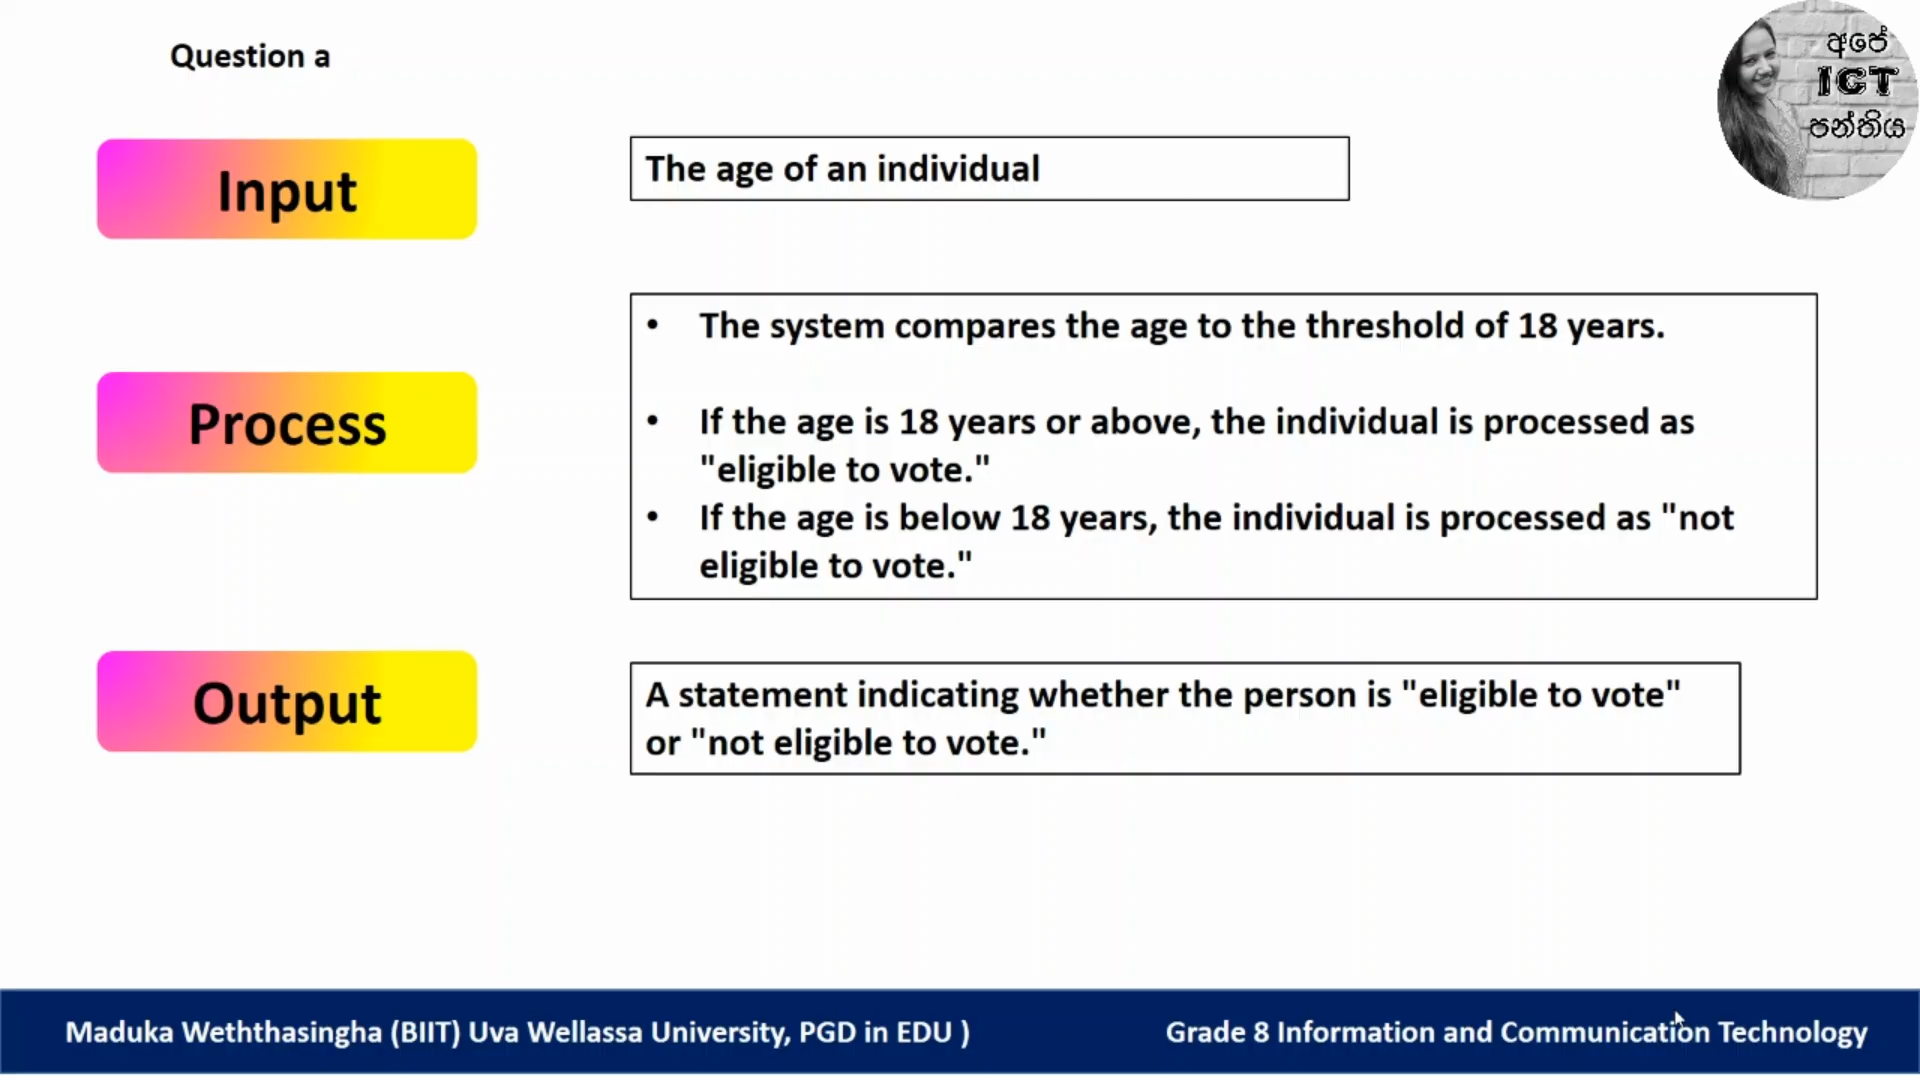 Question a
අපේ
ICT
පන්තිය
Input
The age of an individual
Process
• The system compares the age to the threshold of 18 years.
• If the age is 18 years or above, the individual is processed as
"eligible to vote."
• If the age is below 18 years, the individual is processed as "not
eligible to vote."
Output
A statement indicating whether the person is "eligible to vote"
or "not eligible to vote."
Maduka Weththasingha (BIIT) Uva Wellassa University, PGD in EDU )
Grade 8 Information and Communication Technology